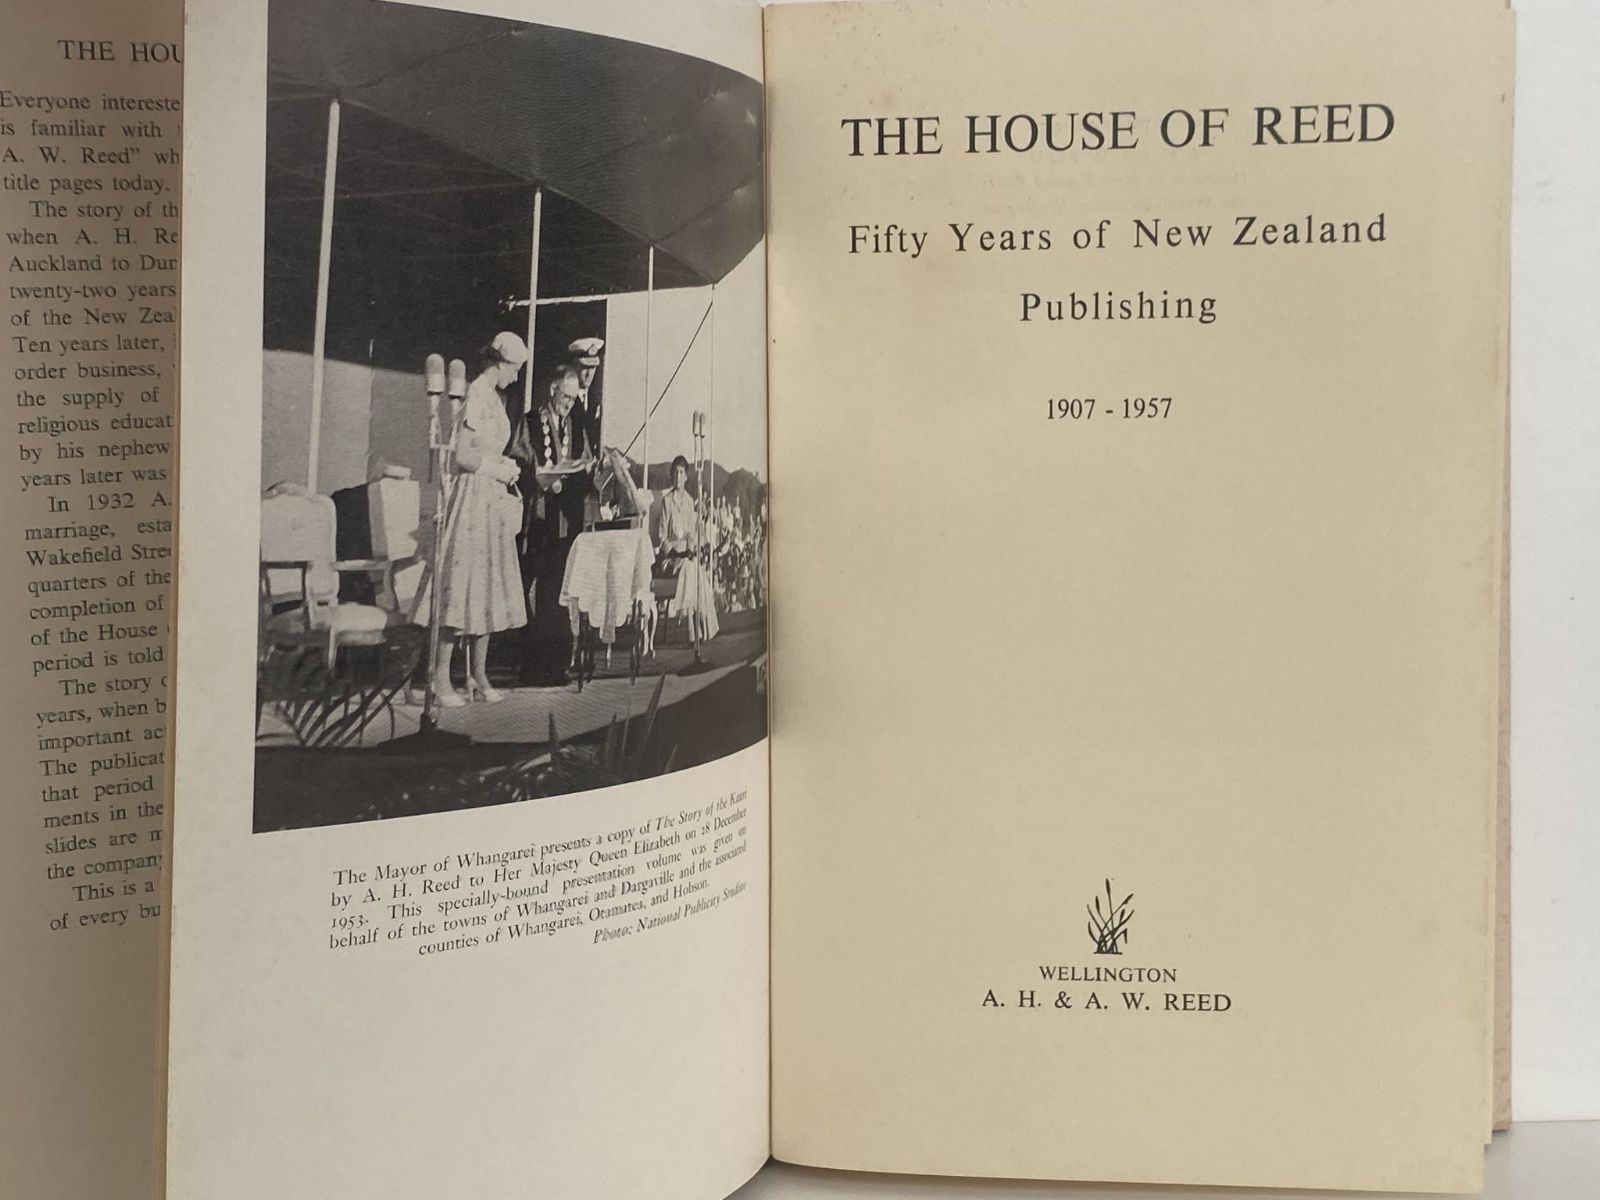 THE HOU
Everyone intereste
is familiar with
A. W. Reed” wh
title pages today.
The story of th
when A. H. Re
Auckland to Dun
twenty-two years
of the New Zea
Ten years later,
order business,
the supply of
religious educat
by his nephew
years later was
In 1932 A.
marriage, esta
Wakefield Stree
quarters of the
completion of
of the House
period is told
The story o
years, when b
important ac
The publicat
that period
ments in the
slides are m
the company
This is a
of every bu
The Mayor of Whangarei presents a copy of The Story of the Kauri
by A. H. Reed to Her Majesty Queen Elizabeth on 28 December
1953. This specially-bound presentation volume was given on
behalf of the towns of Whangarei and Dargaville and the associated
counties of Whangarei, Otamatea, and Hobson.
Photo: National Publicity Studios
THE HOUSE OF REED
Fifty Years of New Zealand
Publishing
1907 - 1957
WELLINGTON
A. H. & A. W. REED